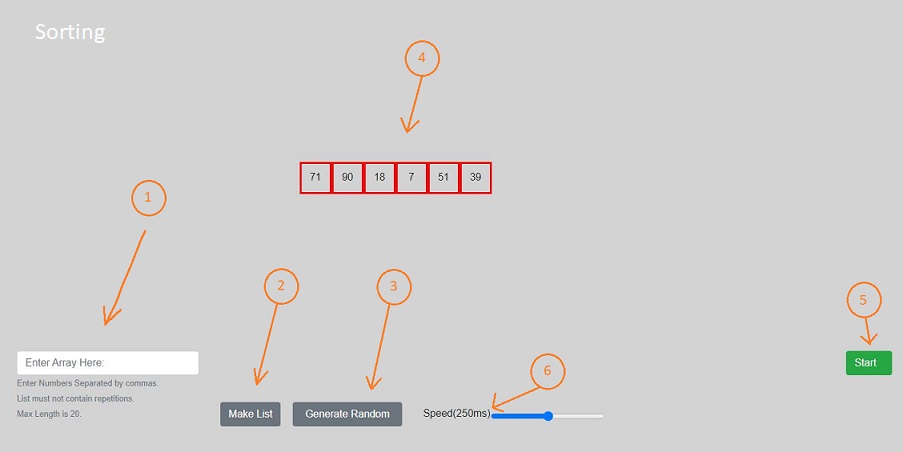 Sorting
4
71 90 18 7 51 39
1
2
3
5
6
Enter Array Here:
Start
Enter Numbers Separated by commas.
List must not contain repetitions.
Max Length is 20.
Make List
Generate Random
Speed(250ms)